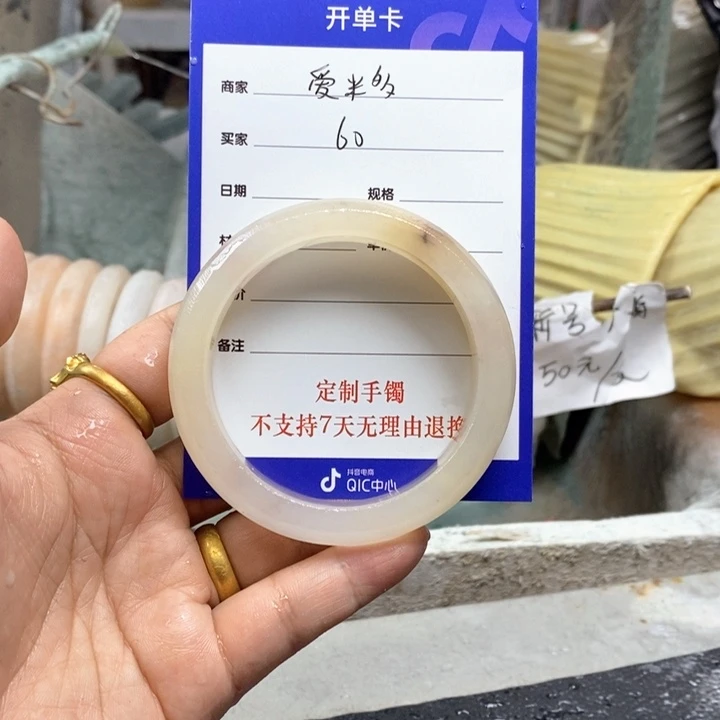 开单卡
商家 爱米的
买家 60
日期 规格
备注
定制手镯
不支持7天无理由退换
抖音电商
QIC中心
50元/